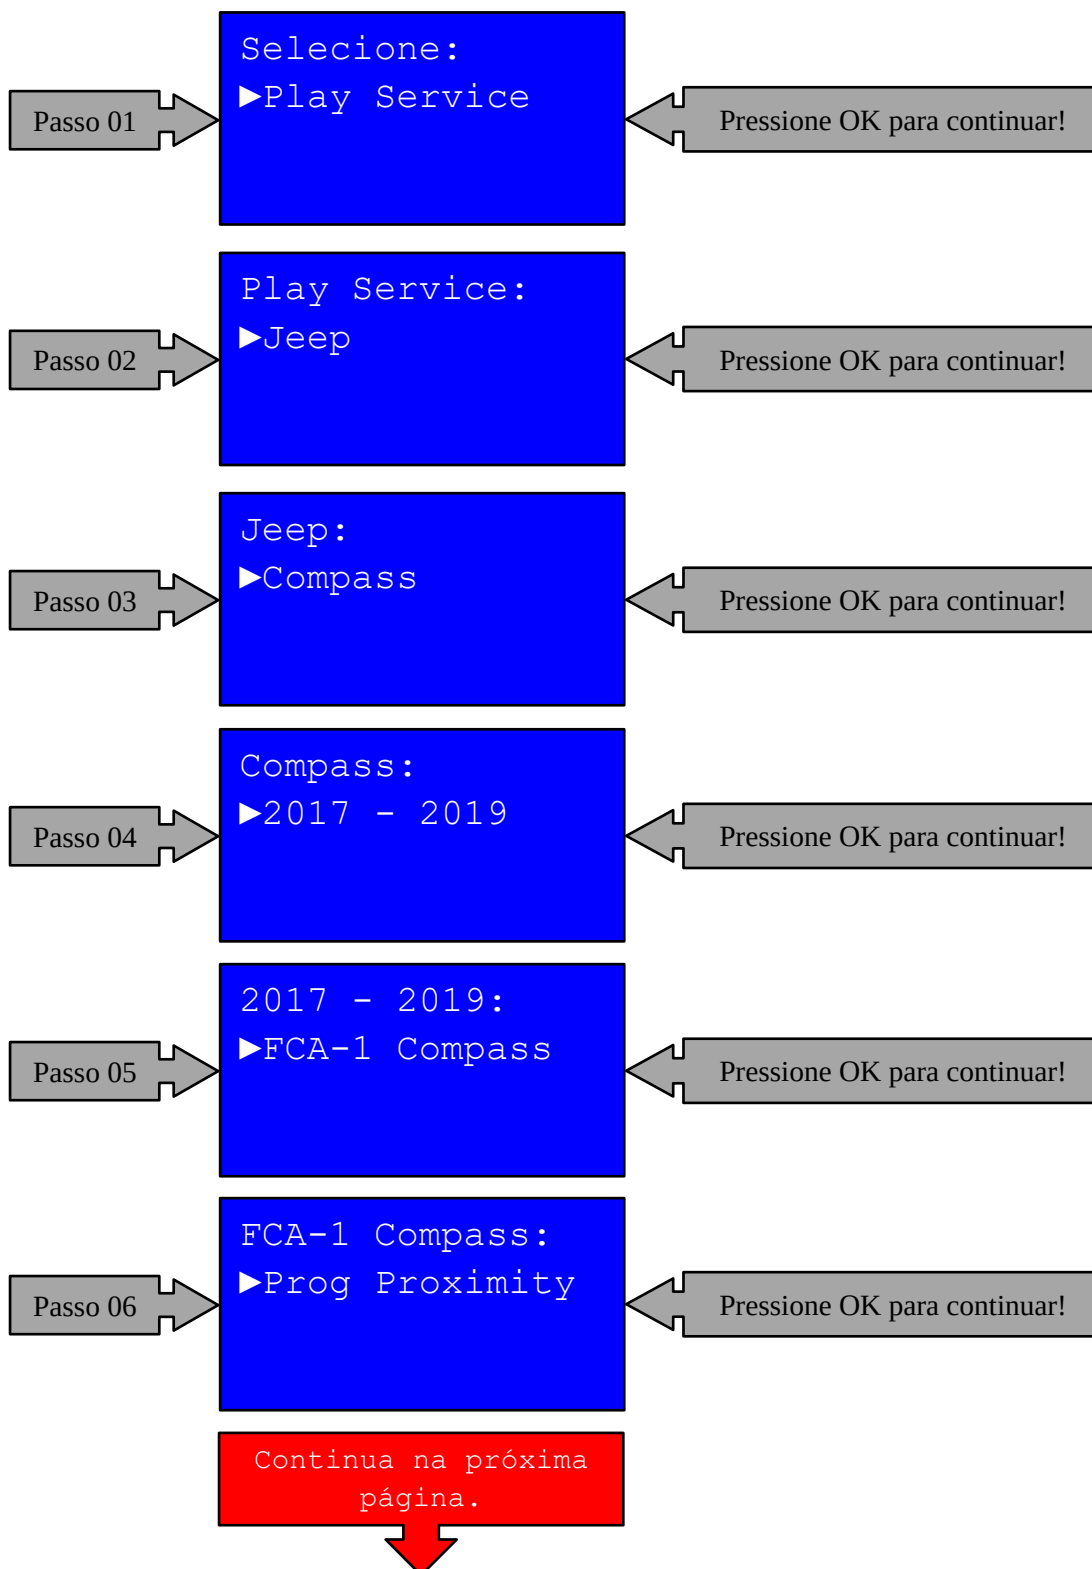 Selecione:
►Play Service
Passo 01
Pressione OK para continuar!
Play Service:
►Jeep
Passo 02
Pressione OK para continuar!
Jeep:
►Compass
Passo 03
Pressione OK para continuar!
Compass:
►2017 - 2019
Passo 04
Pressione OK para continuar!
2017 - 2019:
►FCA-1 Compass
Passo 05
Pressione OK para continuar!
FCA-1 Compass:
►Prog Proximity
Passo 06
Pressione OK para continuar!
Continua na próxima
página.